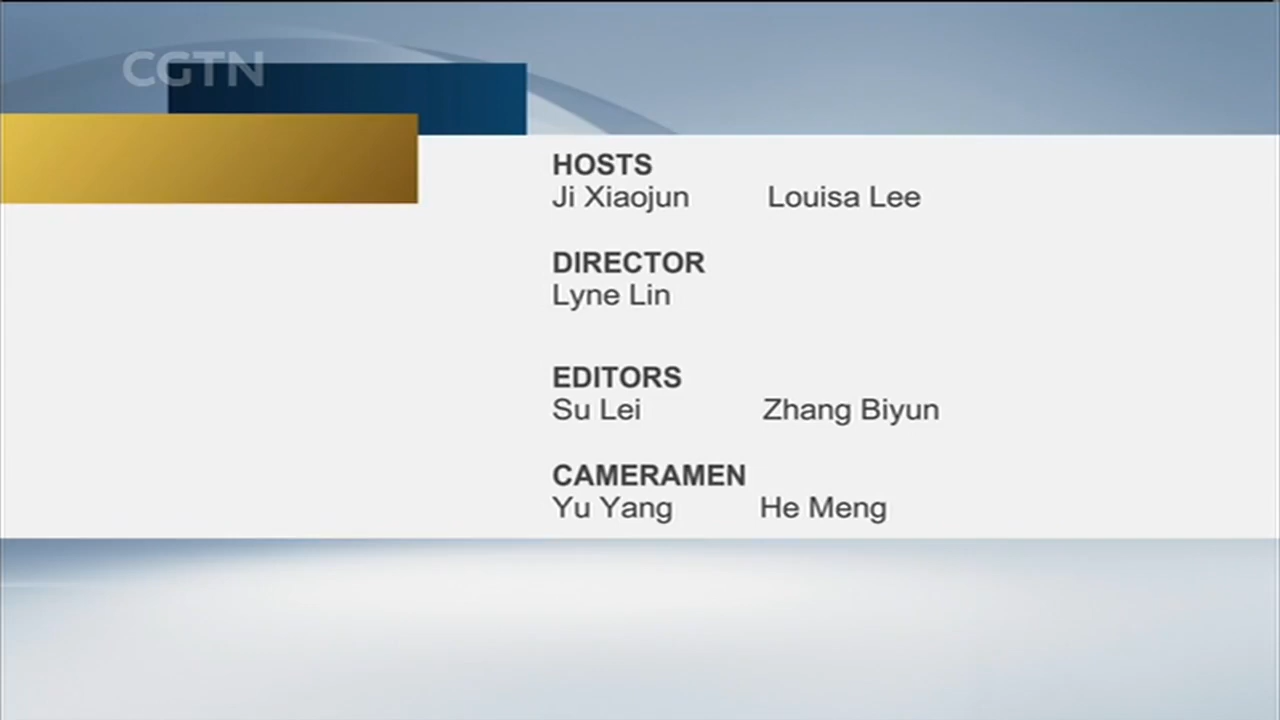 CGTN
HOSTS
Ji Xiaojun Louisa Lee
DIRECTOR
Lyne Lin
EDITORS
Su Lei Zhang Biyun
CAMERAMEN
Yu Yang He Meng